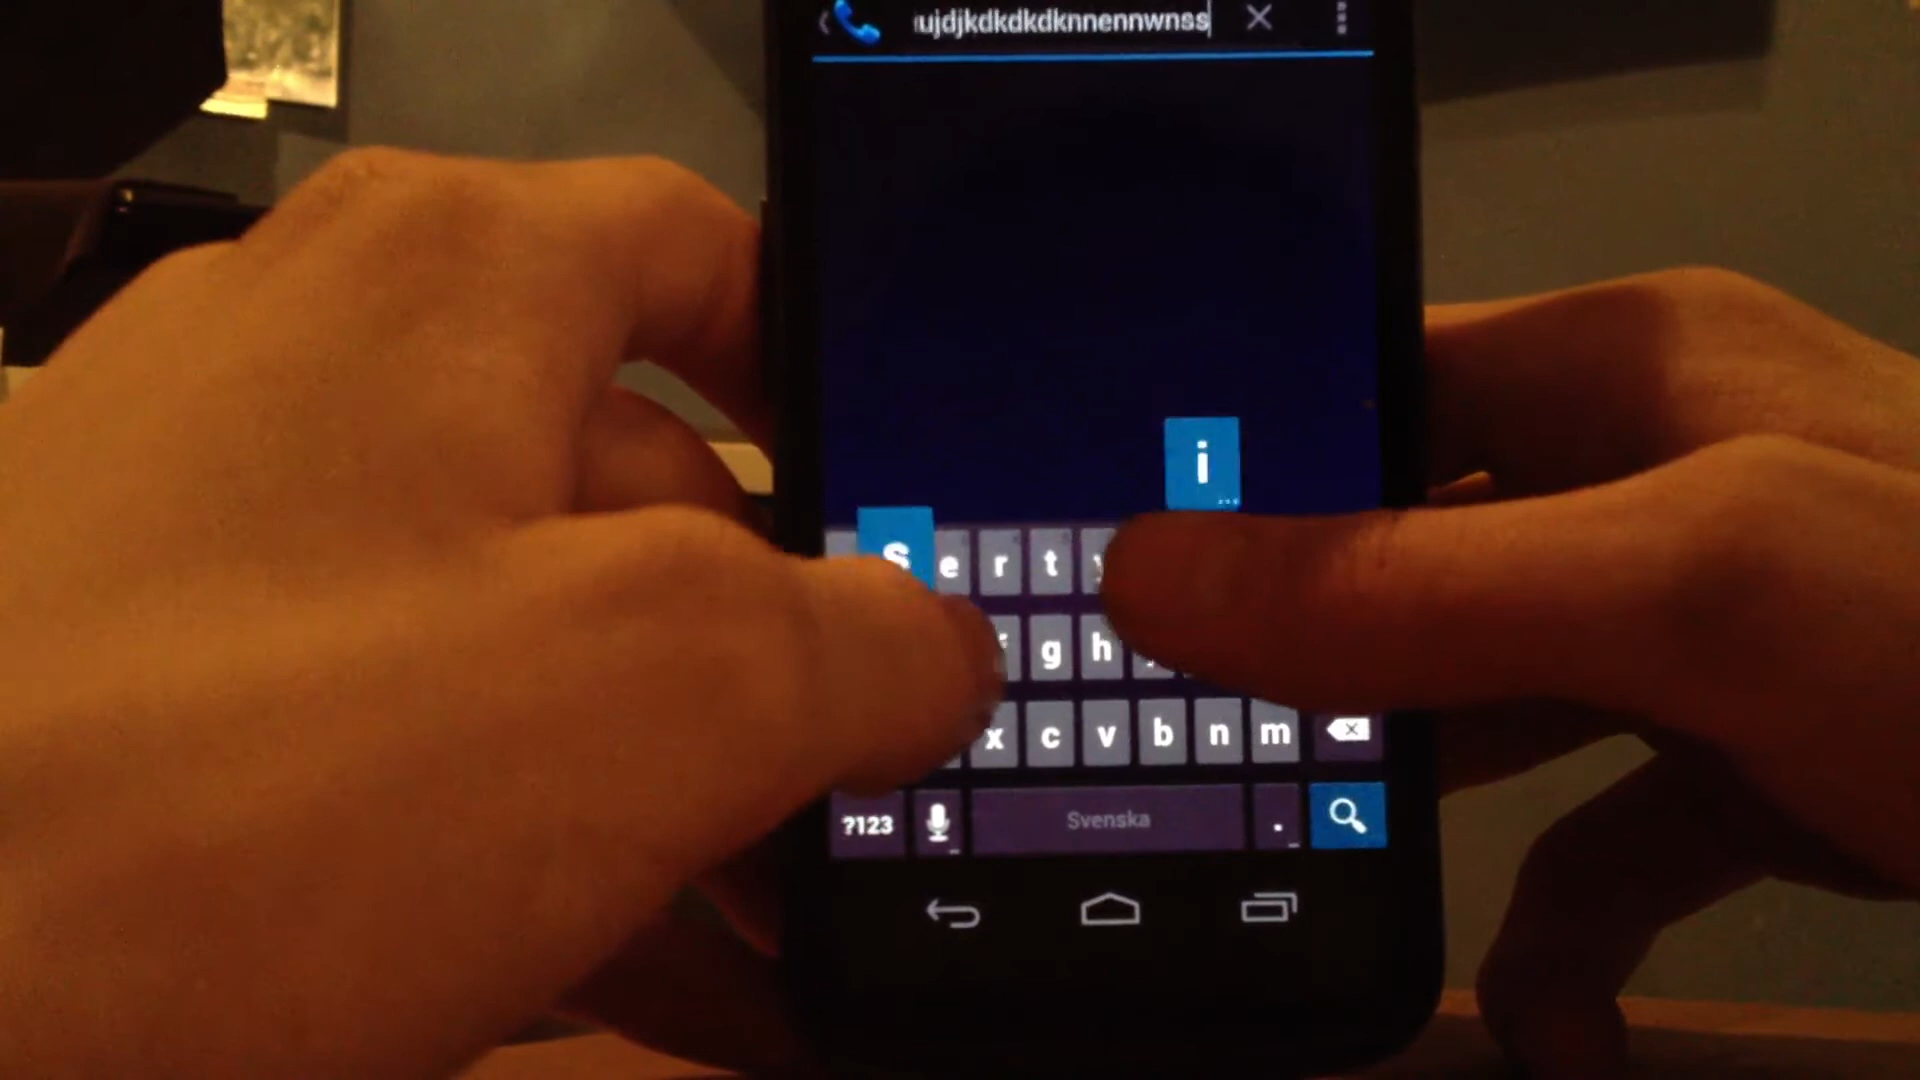 ujdjkdkdkdknnennwnss
i
S e r t y
g h
x c v b n m
?123 Svenska .